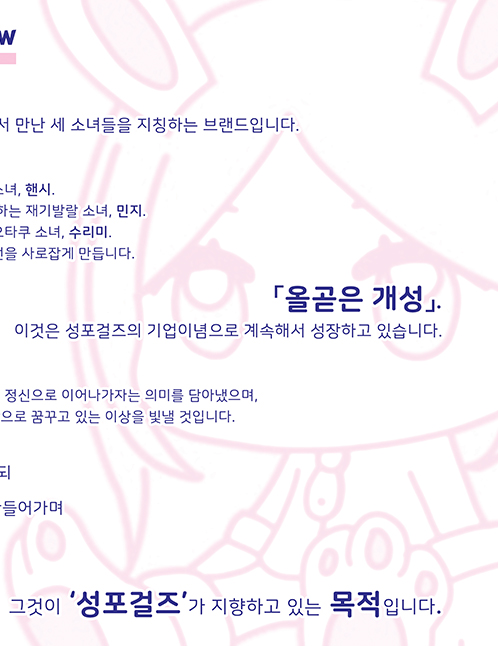 w
서 만난 세 소녀들을 지칭하는 브랜드입니다.
소녀, 핸시.
하는 재기발랄 소녀, 민지.
오타쿠 소녀, 수리미.
선을 사로잡게 만듭니다.
「올곧은 개성」.
이것은 성포걸즈의 기업이념으로 계속해서 성장하고 있습니다.
정신으로 이어나가자는 의미를 담아냈으며,
으로 꿈꾸고 있는 이상을 빛낼 것입니다.
되
만들어가며
그것이 ‘성포걸즈’가 지향하고 있는 목적입니다.